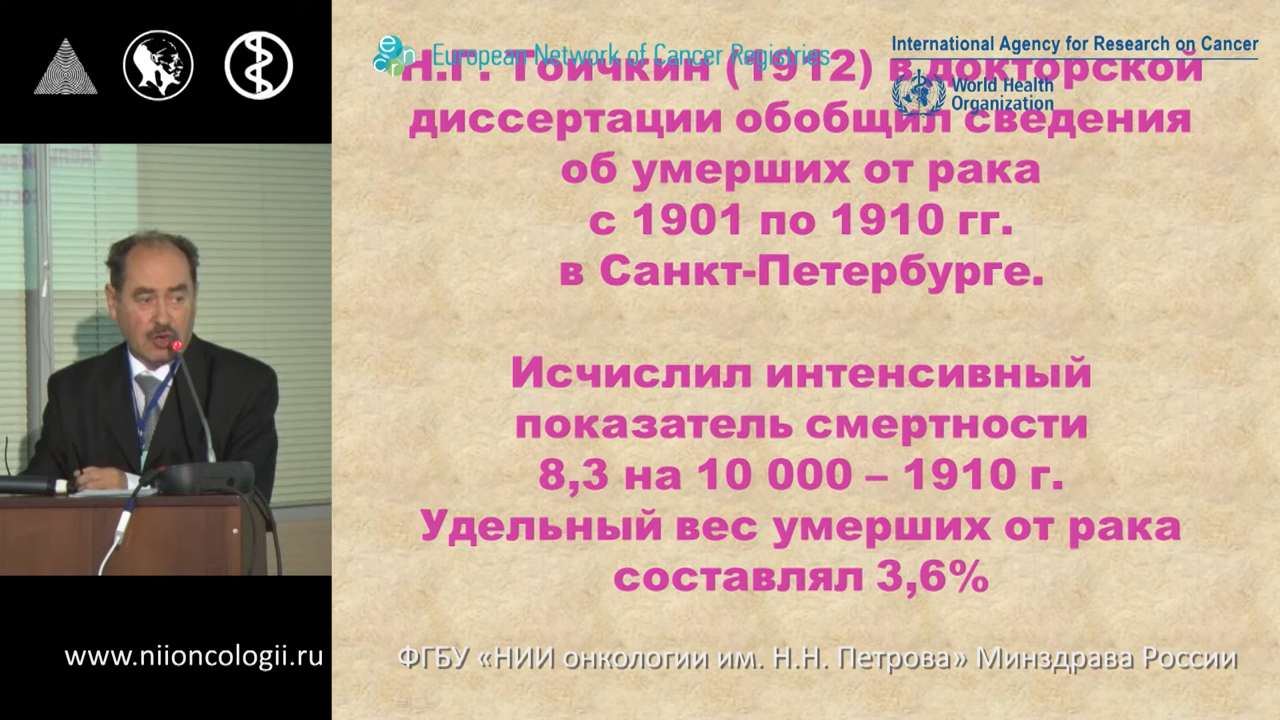 European Network of Cancer Registries
International Agency for Research on Cancer
World Health
Organization
Н.Г. Тоичкин (1912) в докторской
диссертации обобщил сведения
об умерших от рака
с 1901 по 1910 гг.
в Санкт-Петербурге.
Исчислил интенсивный
показатель смертности
8,3 на 10 000 – 1910 г.
Удельный вес умерших от рака
составлял 3,6%
www.niioncologii.ru
ФГБУ «НИИ онкологии им. Н.Н. Петрова» Минздрава России